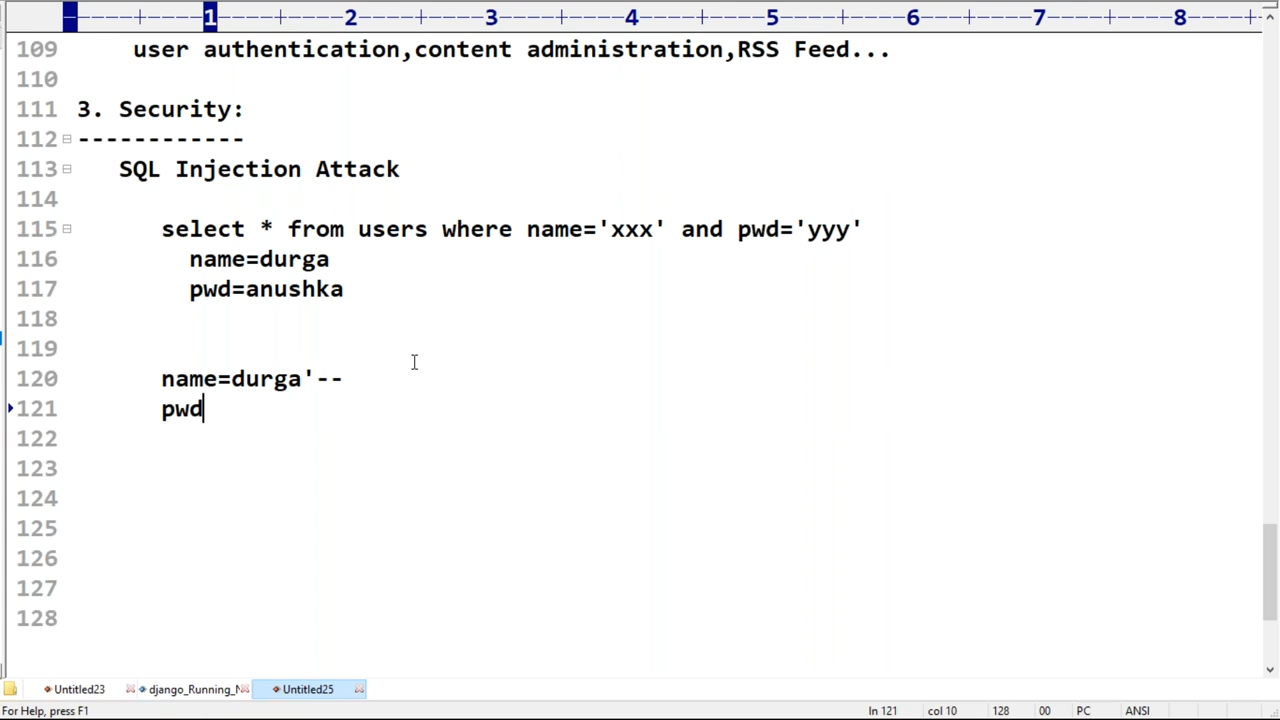 1 2 3 4 5 6 7 8
109 user authentication,content administration,RSS Feed...
110
111 3. Security:
112 ------------
113 SQL Injection Attack
114
115 select * from users where name='xxx' and pwd='yyy'
116 name=durga
117 pwd=anushka
118
119
120 name=durga'--
121 pwd
122
123
124
125
126
127
128
Untitled23 django_Running_N Untitled25
For Help, press F1 ln 121 col 10 128 00 PC ANSI